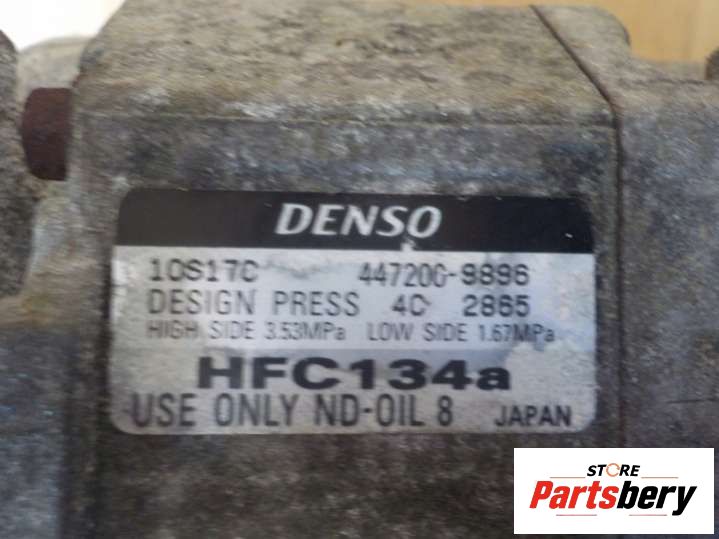 DENSO
10S17C 447200-9896
DESIGN PRESS 4C 2865
HIGH SIDE 3.53MPa LOW SIDE 1.67MPa
HFC134a
USE ONLY ND-OIL 8 JAPAN
STORE
Partsbery